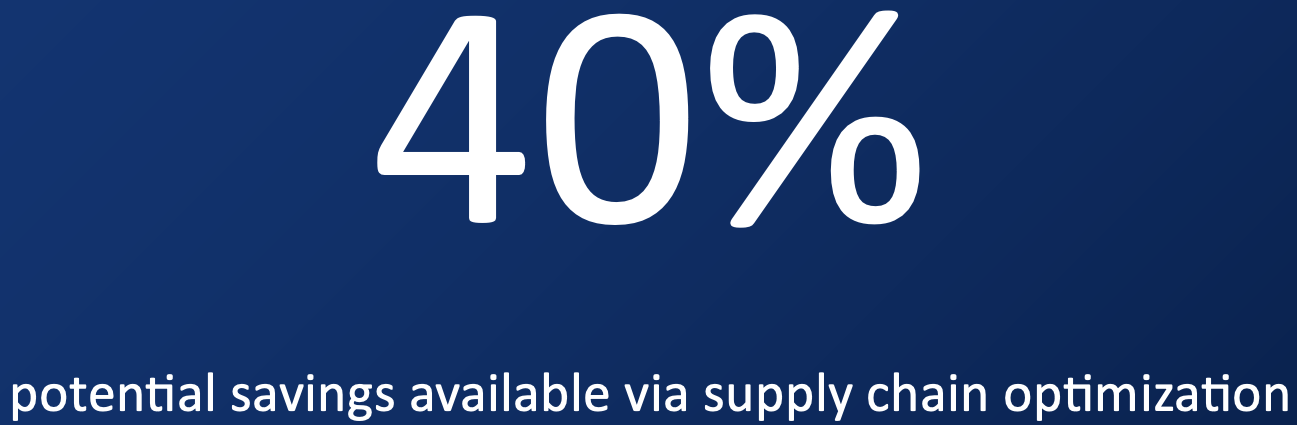 40%
potential savings available via supply chain optimization